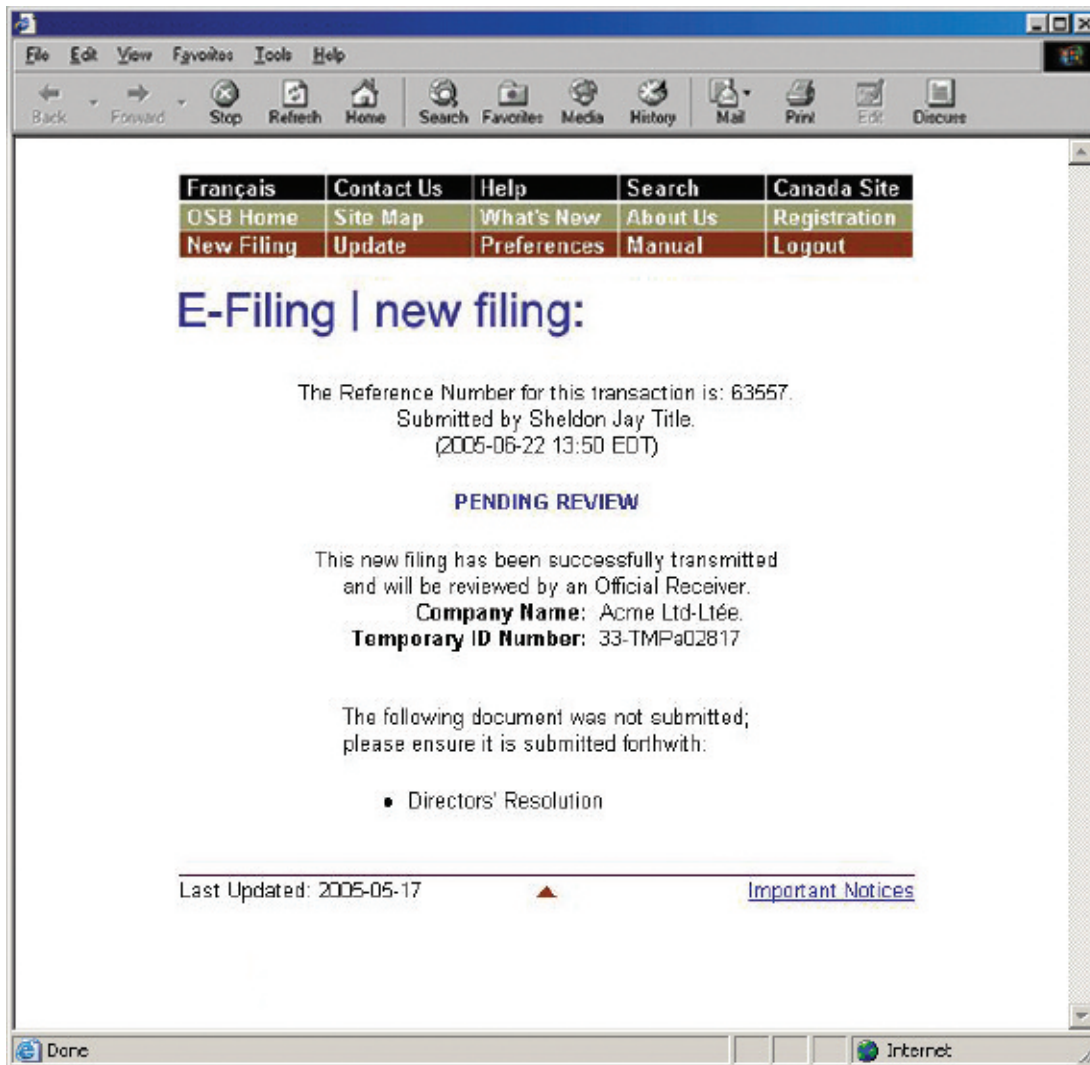 File Edit View Favorites Tools Help
Back Forward Stop Refresh Home Search Favorites Media History Mail Print Edit Discuss
Français Contact Us Help Search Canada Site
OSB Home Site Map What's New About Us Registration
New Filing Update Preferences Manual Logout
E-Filing | new filing:
The Reference Number for this transaction is: 63557.
Submitted by Sheldon Jay Title.
(2005-06-22 13:50 EDT)
PENDING REVIEW
This new filing has been successfully transmitted
and will be reviewed by an Official Receiver.
Company Name: Acme Ltd-Ltée.
Temporary ID Number: 33-TMPa02817
The following document was not submitted;
please ensure it is submitted forthwith:
• Directors' Resolution
Last Updated: 2005-05-17 Important Notices
Done Internet